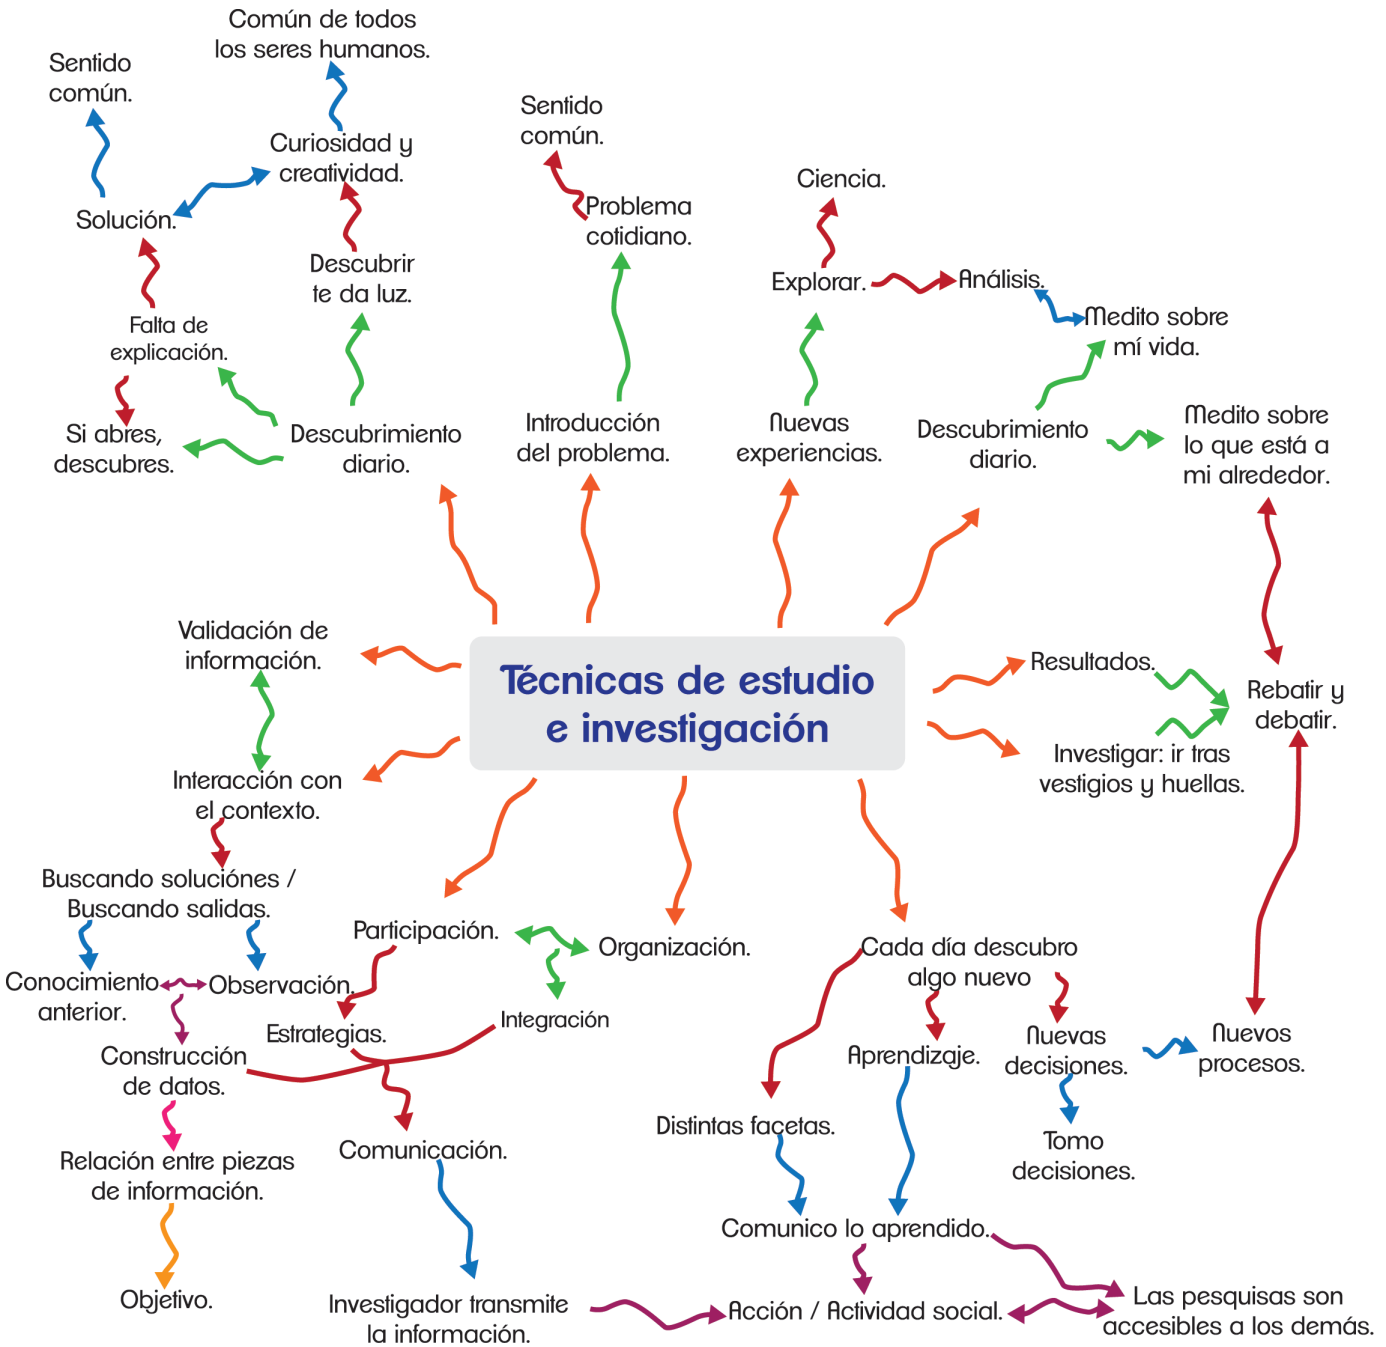 Común de todos
los seres humanos.
Sentido
común.
Sentido
común.
Curiosidad y
creatividad.
Ciencia.
Solución.
Problema
cotidiano.
Descubrir
te da luz.
Explorar.
Análisis.
Medito sobre
mí vida.
Falta de
explicación.
Si abres,
descubres.
Descubrimiento
diario.
Introducción
del problema.
Nuevas
experiencias.
Descubrimiento
diario.
Medito sobre
lo que está a
mi alrededor.
Validación de
información.
Técnicas de estudio
e investigación
Resultados.
Rebatir y
debatir.
Investigar: ir tras
vestigios y huellas.
Interacción con
el contexto.
Buscando soluciónes /
Buscando salidas.
Participación.
Organización.
Cada día descubro
algo nuevo
Conocimiento
anterior.
Observación.
Estrategias.
Integración
Construcción
de datos.
Aprendizaje.
Nuevas
decisiones.
Nuevos
procesos.
Distintas facetas.
Comunicación.
Tomo
decisiones.
Relación entre piezas
de información.
Comunico lo aprendido.
Objetivo.
Investigador transmite
la información.
Acción / Actividad social.
Las pesquisas son
accesibles a los demás.